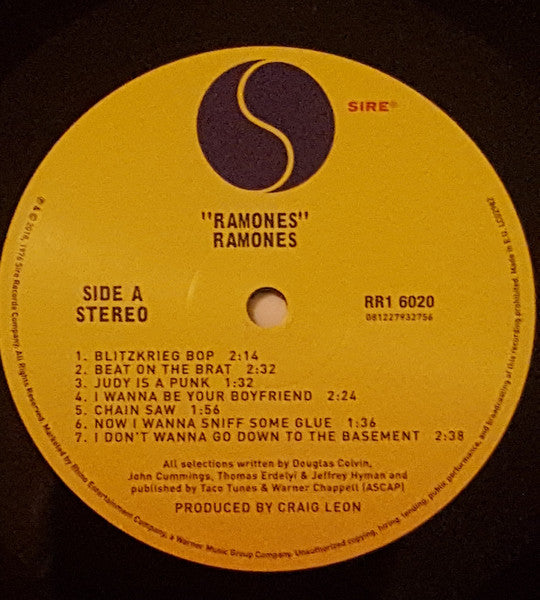 SIRE®
"RAMONES"
RAMONES
SIDE A
STEREO
RR1 6020
081227932756
1. BLITZKRIEG BOP 2:14
2. BEAT ON THE BRAT 2:32
3. JUDY IS A PUNK 1:32
4. I WANNA BE YOUR BOYFRIEND 2:24
5. CHAIN SAW 1:56
6. NOW I WANNA SNIFF SOME GLUE 1:36
7. I DON'T WANNA GO DOWN TO THE BASEMENT 2:38
All selections written by Douglas Colvin,
John Cummings, Thomas Erdelyi & Jeffrey Hyman and
published by Taco Tunes & Warner Chappell (ASCAP)
PRODUCED BY CRAIG LEON
℗ & © 2018, 1976 Sire Records Company. All Rights Reserved. Marketed by Rhino Entertainment Company, a Warner Music Group Company. Unauthorized copying, hiring, lending, public performance, and broadcasting of this recording prohibited. Made in E.U.